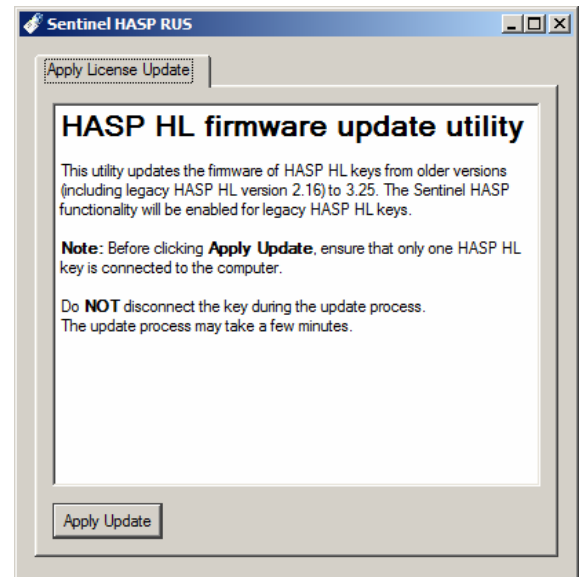 Sentinel HASP RUS
Apply License Update
HASP HL firmware update utility
This utility updates the firmware of HASP HL keys from older versions
(including legacy HASP HL version 2.16) to 3.25. The Sentinel HASP
functionality will be enabled for legacy HASP HL keys.
Note: Before clicking Apply Update, ensure that only one HASP HL
key is connected to the computer.
Do NOT disconnect the key during the update process.
The update process may take a few minutes.
Apply Update